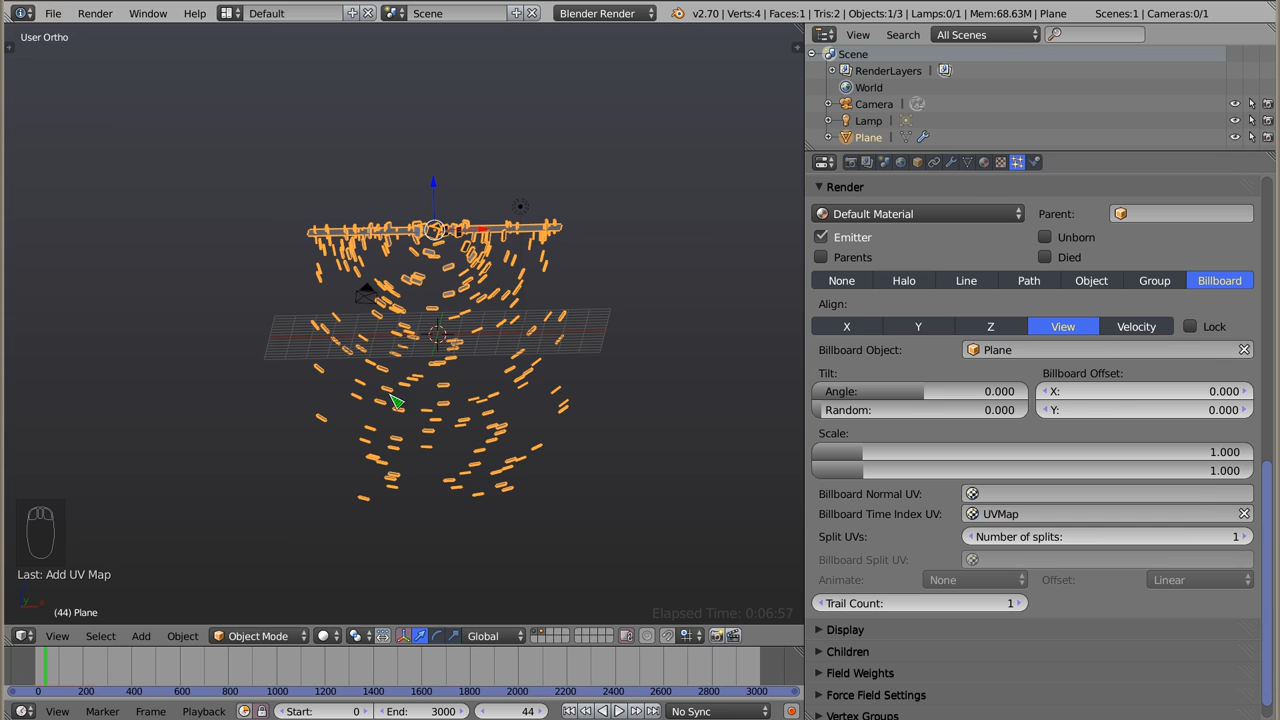 File Render Window Help Default Scene Blender Render v2.70 | Verts:4 | Faces:1 | Tris:2 | Objects:1/3 | Lamps:0/1 | Mem:68.63M | Plane Scenes:1 | Cameras:0/1
User Ortho
View Search All Scenes
Scene
RenderLayers
World
Camera
Lamp
Plane
Render
Default Material Parent:
Emitter Unborn
Parents Died
None Halo Line Path Object Group Billboard
Align:
X Y Z View Velocity Lock
Billboard Object: Plane
Tilt: Billboard Offset:
Angle: 0.000 X: 0.000
Random: 0.000 Y: 0.000
Scale:
1.000
1.000
Billboard Normal UV:
Billboard Time Index UV: UVMap
Split UVs: Number of splits: 1
Billboard Split UV:
Animate: None Offset: Linear
Trail Count: 1
Display
Children
Field Weights
Force Field Settings
Vertex Groups
Last: Add UV Map
(44) Plane
Elapsed Time: 0:06:57
View Select Add Object Object Mode Global
0 200 400 600 800 1000 1200 1400 1600 1800 2000 2200 2400 2600 2800 3000
View Marker Frame Playback Start: 0 End: 3000 44 No Sync